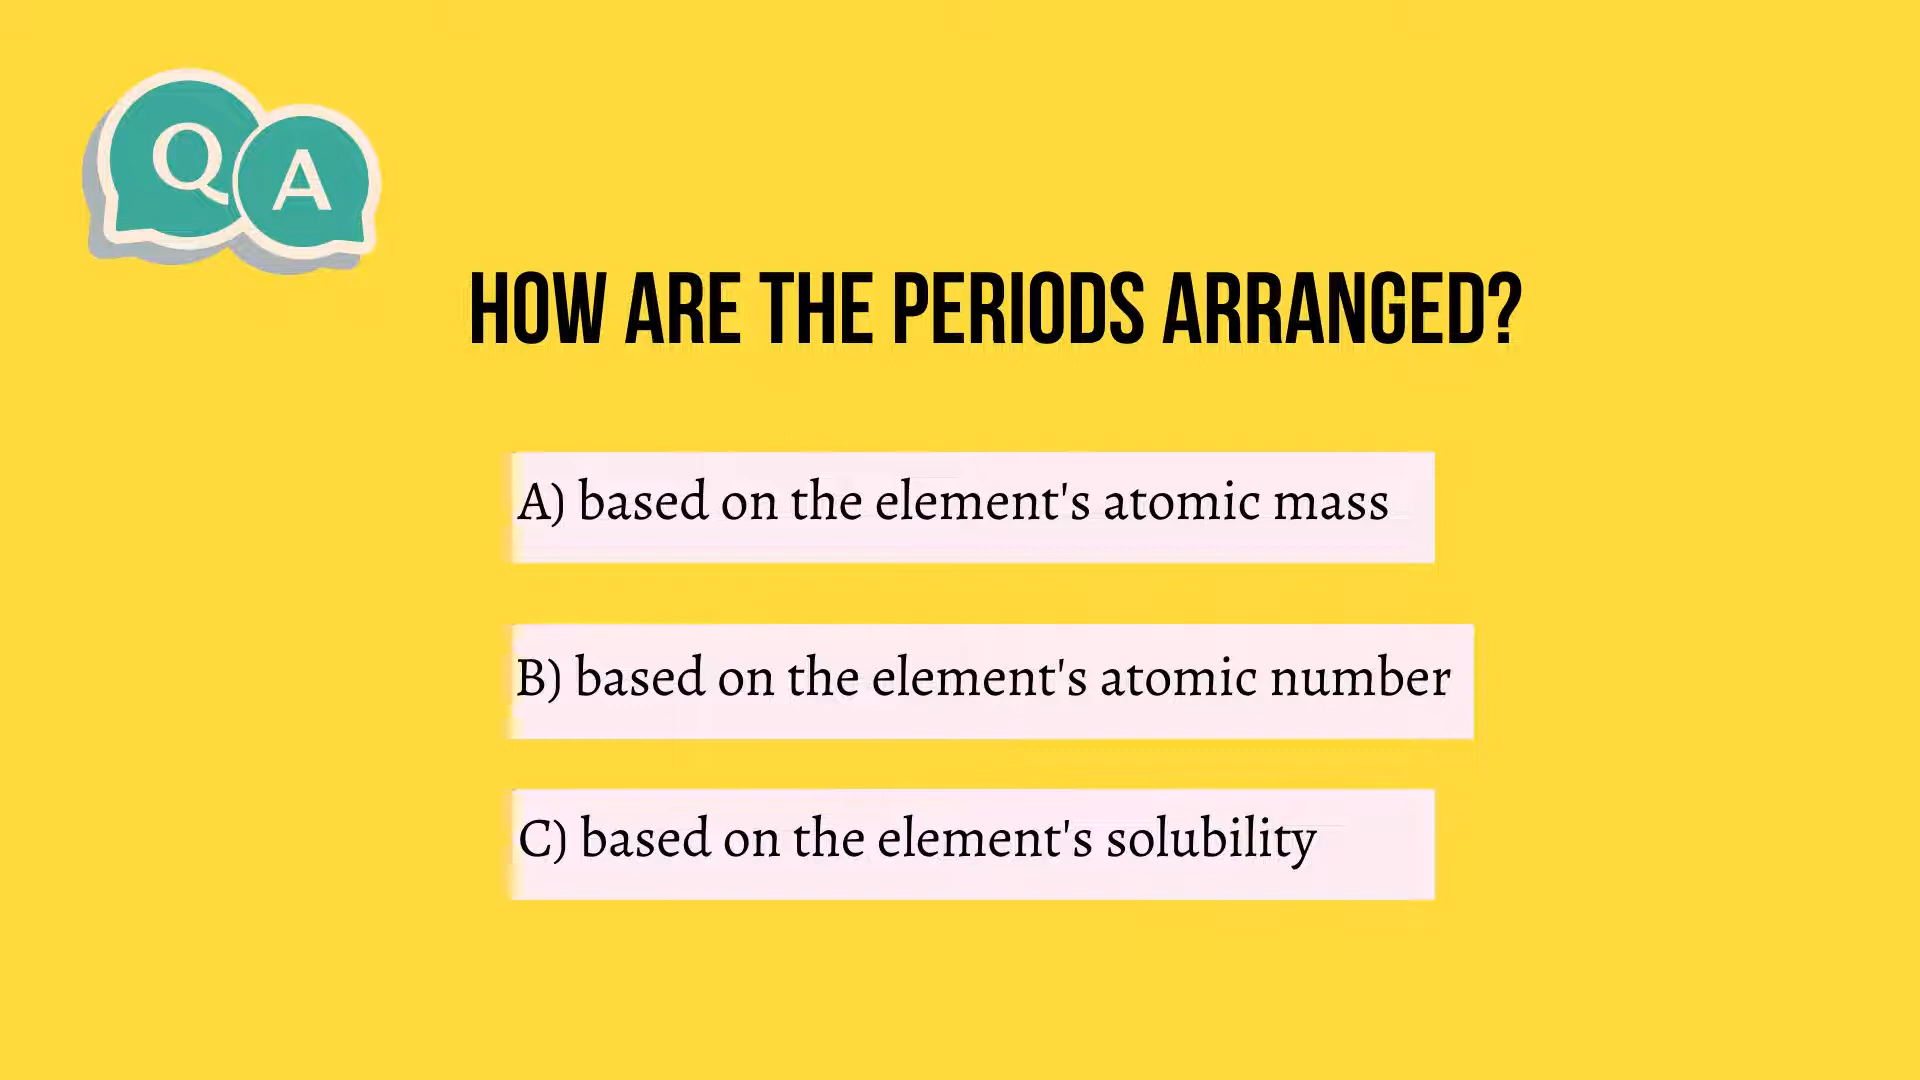 Q A
HOW ARE THE PERIODS ARRANGED?
A) based on the element's atomic mass
B) based on the element's atomic number
C) based on the element's solubility